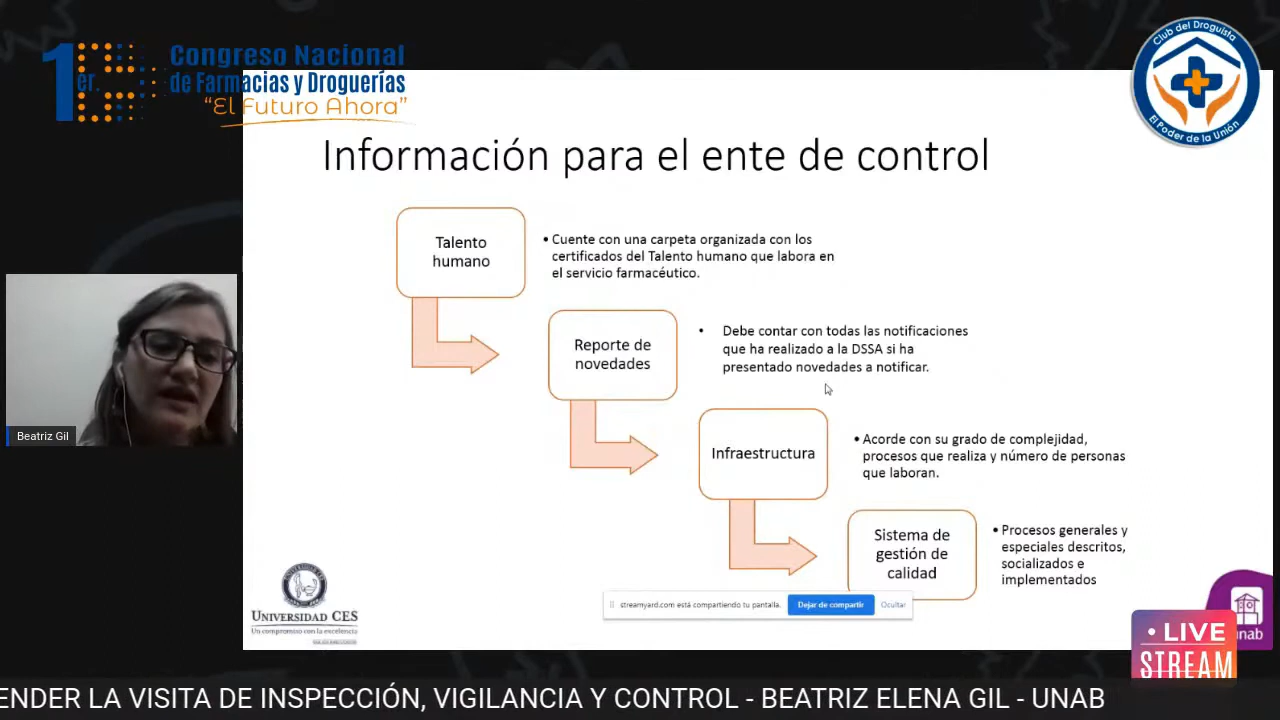 1er.
Congreso Nacional
de Farmacias y Droguerías
“El Futuro Ahora”
Club del Droguista
El Poder de la Unión
Información para el ente de control
Talento
humano
• Cuente con una carpeta organizada con los
certificados del Talento humano que labora en
el servicio farmacéutico.
Reporte de
novedades
• Debe contar con todas las notificaciones
que ha realizado a la DSSA si ha
presentado novedades a notificar.
Infraestructura
• Acorde con su grado de complejidad,
procesos que realiza y número de personas
que laboran.
Sistema de
gestión de
calidad
• Procesos generales y
especiales descritos,
socializados e
implementados
Beatriz Gil
UNIVERSIDAD CES
Un compromiso con la excelencia
streamyard.com está compartiendo tu pantalla.
Dejar de compartir
Ocultar
unab
• LIVE
STREAM
ENDER LA VISITA DE INSPECCIÓN, VIGILANCIA Y CONTROL - BEATRIZ ELENA GIL - UNAB